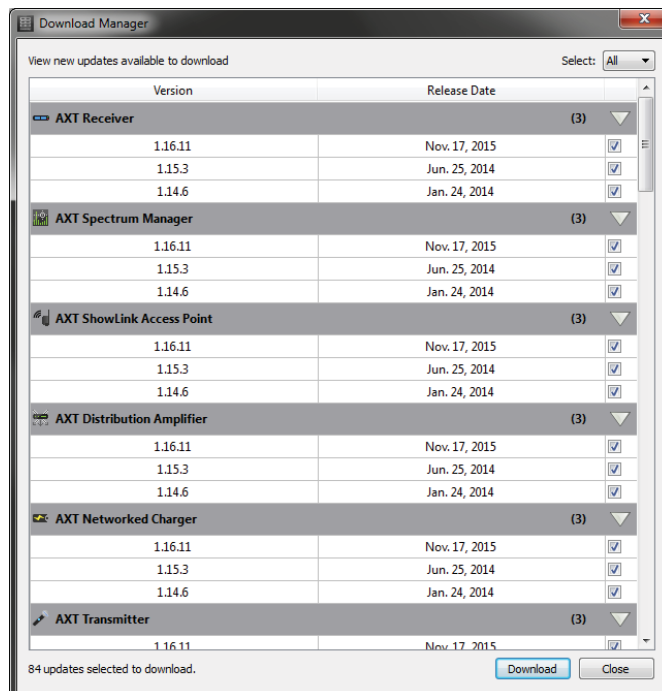 Download Manager
View new updates available to download Select: All
Version Release Date
AXT Receiver (3)
1.16.11 Nov. 17, 2015
1.15.3 Jun. 25, 2014
1.14.6 Jan. 24, 2014
AXT Spectrum Manager (3)
1.16.11 Nov. 17, 2015
1.15.3 Jun. 25, 2014
1.14.6 Jan. 24, 2014
AXT ShowLink Access Point (3)
1.16.11 Nov. 17, 2015
1.15.3 Jun. 25, 2014
1.14.6 Jan. 24, 2014
AXT Distribution Amplifier (3)
1.16.11 Nov. 17, 2015
1.15.3 Jun. 25, 2014
1.14.6 Jan. 24, 2014
AXT Networked Charger (3)
1.16.11 Nov. 17, 2015
1.15.3 Jun. 25, 2014
1.14.6 Jan. 24, 2014
AXT Transmitter (3)
1.16.11 Nov. 17, 2015
84 updates selected to download. Download Close